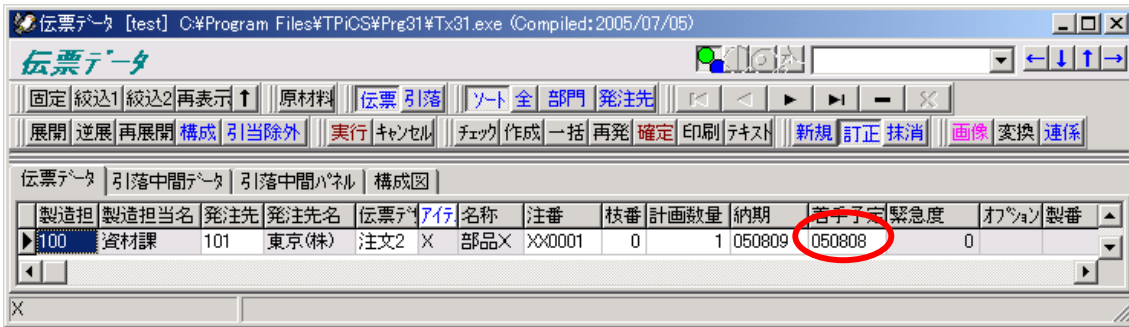 伝票ﾃﾞｰﾀ [test] C:¥Program Files¥TPiCS¥Prg31¥Tx31.exe (Compiled:2005/07/05)
伝票ﾃﾞｰﾀ
固定 絞込1 絞込2 再表示 ↑ 原材料 伝票 引落 ソート 全 部門 発注先
展開 逆展 再展開 構成 引当除外 実行 ｷｬﾝｾﾙ ﾁｪｯｸ 作成 一括 再発 確定 印刷 ﾃｷｽﾄ 新規 訂正 抹消 画像 変換 連係
伝票ﾃﾞｰﾀ 引落中間ﾃﾞｰﾀ 引落中間ﾊﾟﾈﾙ 構成図
製造担 製造担当名 発注先 発注先名 伝票ﾃﾞ ｱｲﾃ 名称 注番 枝番 計画数量 納期 着手予定 緊急度 ｵﾌﾟｼｮﾝ 製番
100 資材課 101 東京(株) 注文2 X 部品X XX0001 0 1 050809 050808 0
X